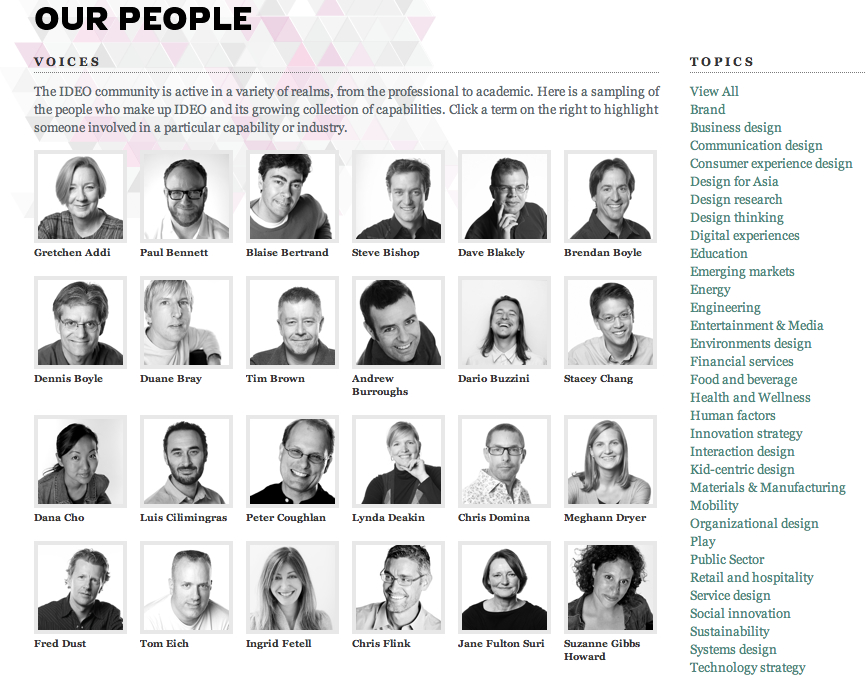 OUR PEOPLE
VOICES
The IDEO community is active in a variety of realms, from the professional to academic. Here is a sampling of
the people who make up IDEO and its growing collection of capabilities. Click a term on the right to highlight
someone involved in a particular capability or industry.
Gretchen Addi
Paul Bennett
Blaise Bertrand
Steve Bishop
Dave Blakely
Brendan Boyle
Dennis Boyle
Duane Bray
Tim Brown
Andrew
Burroughs
Dario Buzzini
Stacey Chang
Dana Cho
Luis Cilimingras
Peter Coughlan
Lynda Deakin
Chris Domina
Meghann Dryer
Fred Dust
Tom Eich
Ingrid Fetell
Chris Flink
Jane Fulton Suri
Suzanne Gibbs
Howard
TOPICS
View All
Brand
Business design
Communication design
Consumer experience design
Design for Asia
Design research
Design thinking
Digital experiences
Education
Emerging markets
Energy
Engineering
Entertainment & Media
Environments design
Financial services
Food and beverage
Health and Wellness
Human factors
Innovation strategy
Interaction design
Kid-centric design
Materials & Manufacturing
Mobility
Organizational design
Play
Public Sector
Retail and hospitality
Service design
Social innovation
Sustainability
Systems design
Technology strategy